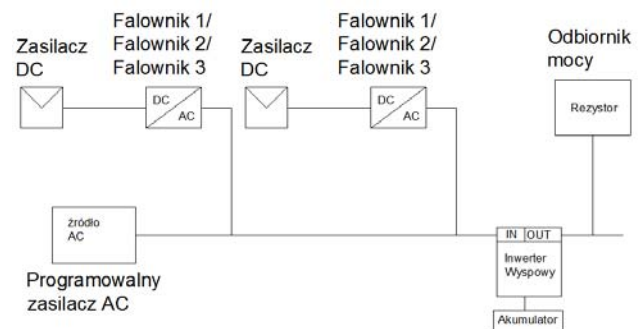 Zasilacz
DC
Falownik 1/
Falownik 2/
Falownik 3
Zasilacz
DC
Falownik 1/
Falownik 2/
Falownik 3
Odbiornik
mocy
DC
AC
DC
AC
Rezystor
źródło
AC
Programowalny
zasilacz AC
IN OUT
Inwerter
Wyspowy
Akumulator